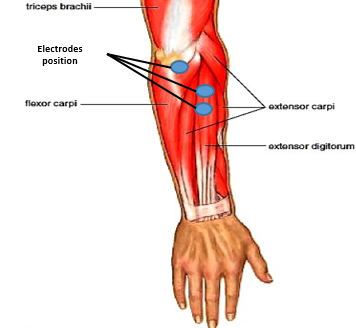 triceps brachii
Electrodes
position
flexor carpi
extensor carpi
extensor digitorum